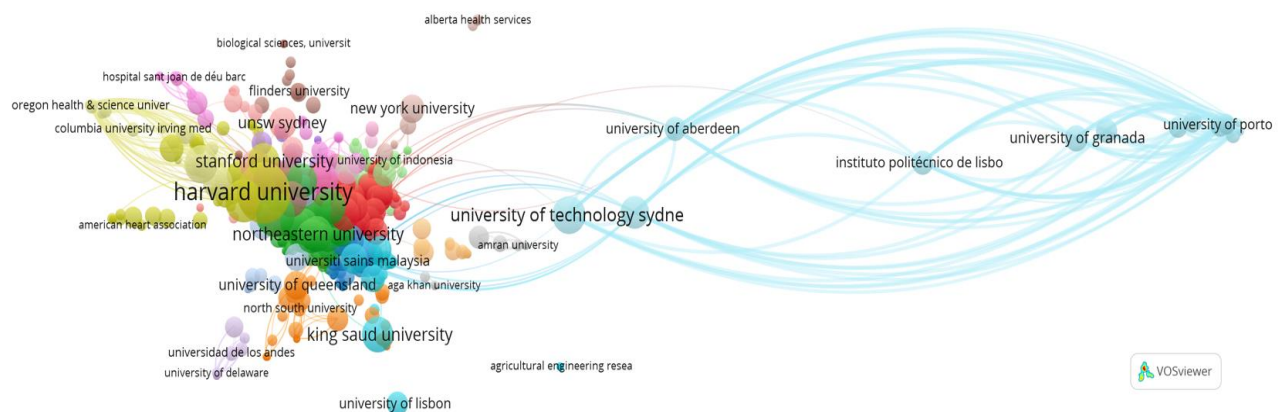 alberta health services
biological sciences, universit
hospital sant joan de déu barc
flinders university
oregon health & science univer
new york university
columbia university irving med
unsw sydney
university of aberdeen
university of granada
university of porto
stanford university
university of indonesia
instituto politécnico de lisbo
harvard university
university of technology sydne
american heart association
northeastern university
amran university
universiti sains malaysia
university of queensland
aga khan university
north south university
king saud university
universidad de los andes
university of delaware
agricultural engineering resea
VOSviewer
university of lisbon